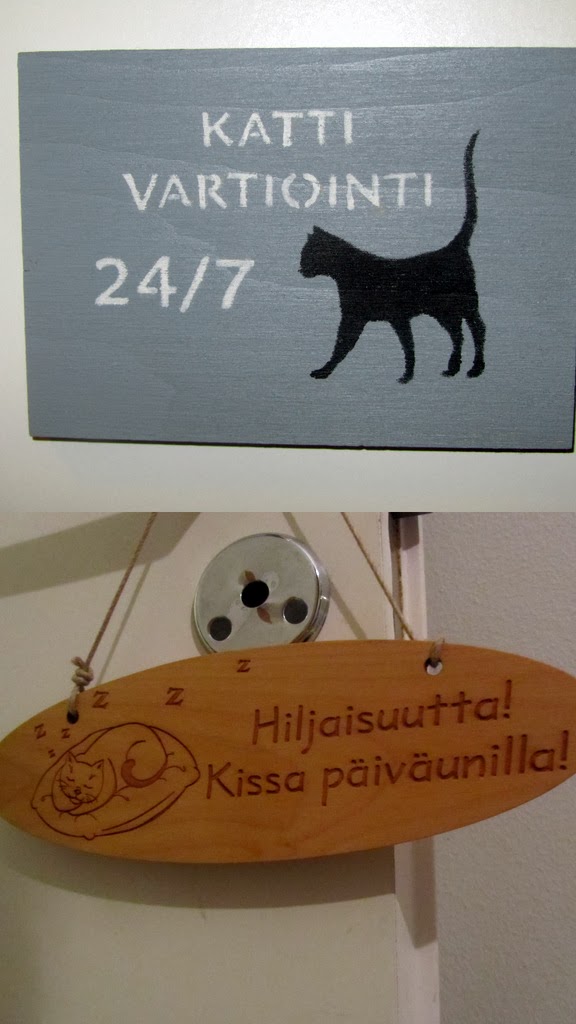 KATTI
VARTIOINTI
24/7
z z z z z z
Hiljaisuutta!
Kissa päiväunilla!